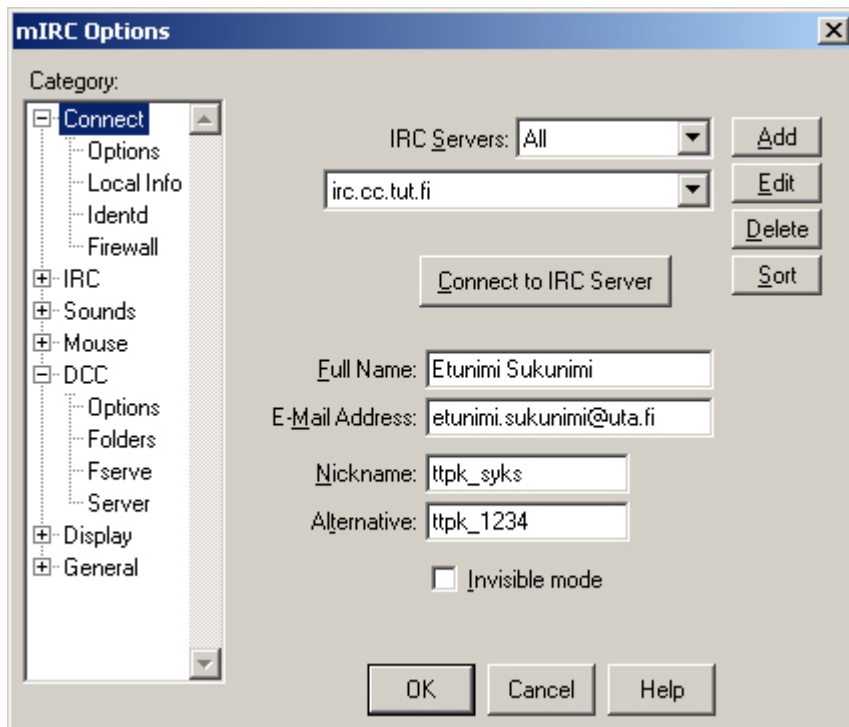 mIRC Options
Category:
Connect
Options
Local Info
Identd
Firewall
IRC
Sounds
Mouse
DCC
Options
Folders
Fserve
Server
Display
General
IRC Servers: All
irc.cc.tut.fi
Add
Edit
Delete
Sort
Connect to IRC Server
Full Name: Etunimi Sukunimi
E-Mail Address: etunimi.sukunimi@uta.fi
Nickname: ttpk_syks
Alternative: ttpk_1234
Invisible mode
OK Cancel Help